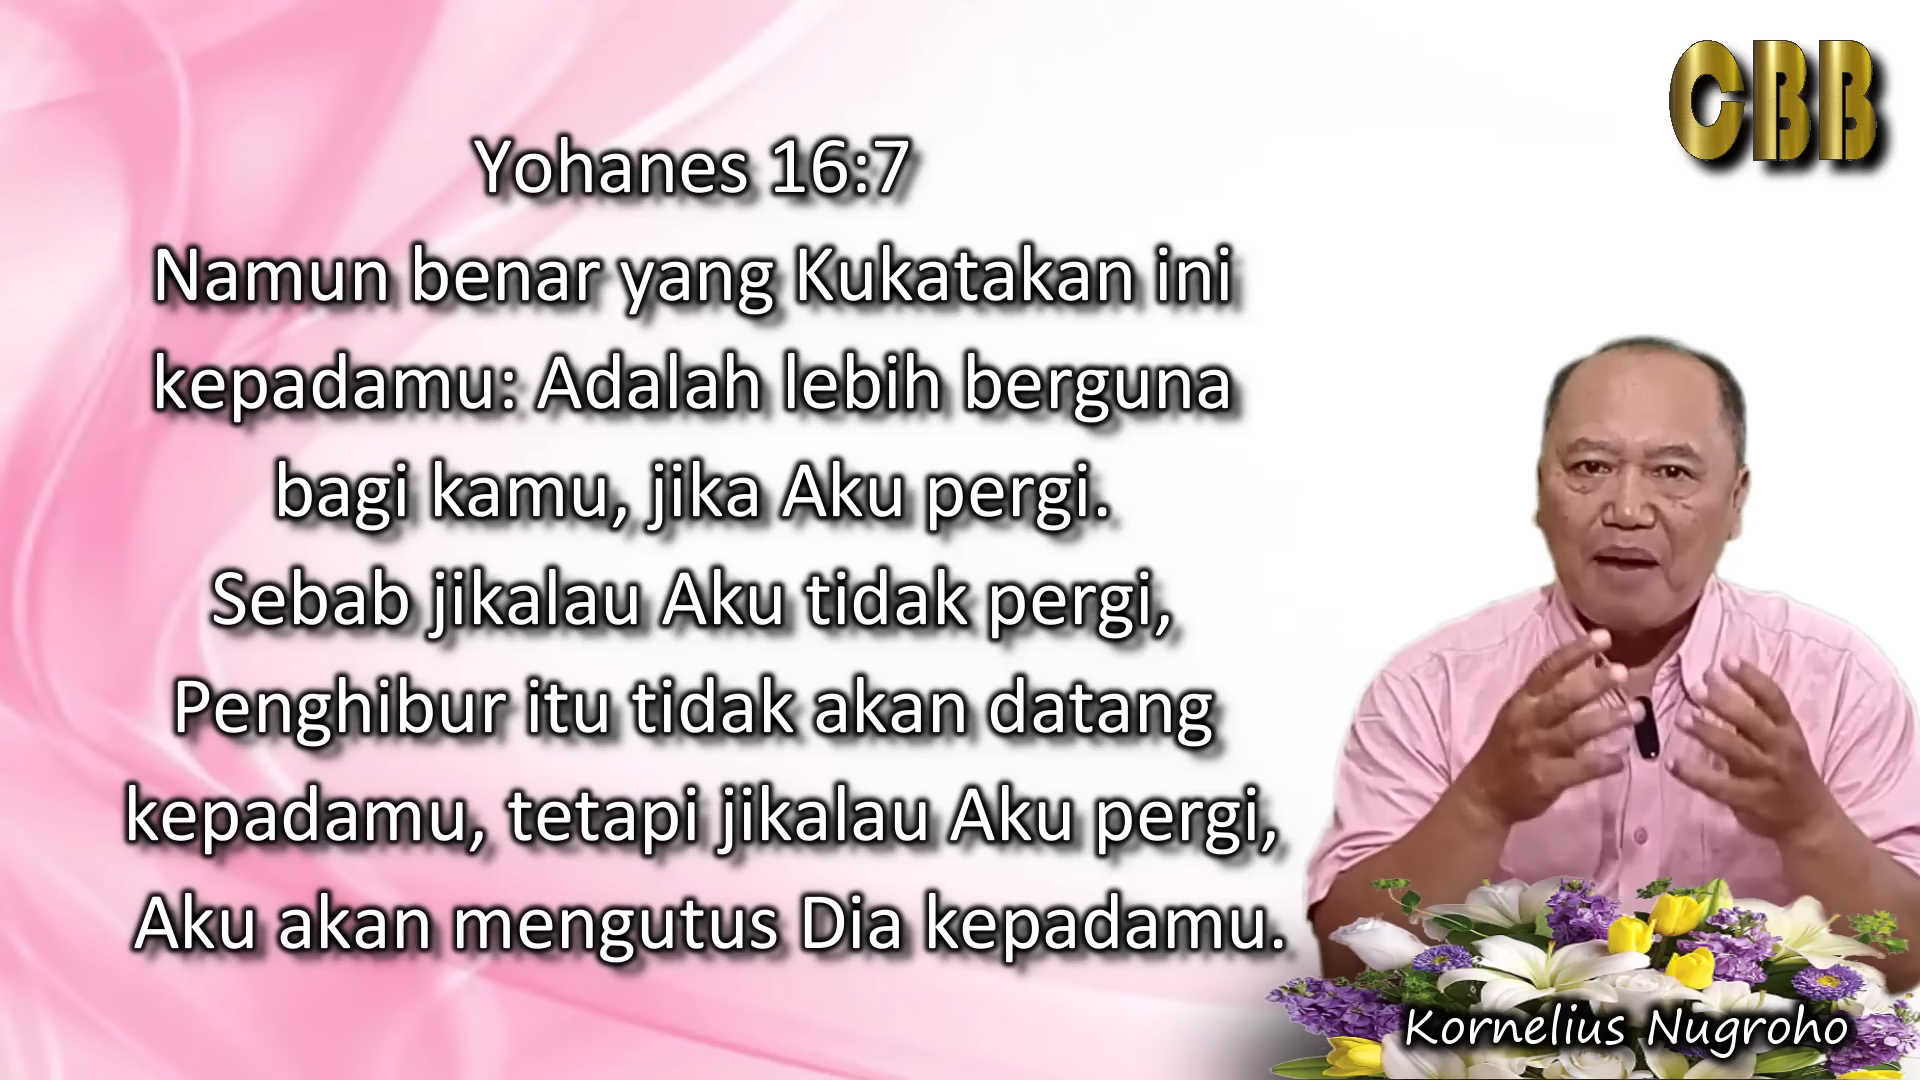 CBB
Yohanes 16:7
Namun benar yang Kukatakan ini
kepadamu: Adalah lebih berguna
bagi kamu, jika Aku pergi.
Sebab jikalau Aku tidak pergi,
Penghibur itu tidak akan datang
kepadamu, tetapi jikalau Aku pergi,
Aku akan mengutus Dia kepadamu.
Kornelius Nugroho